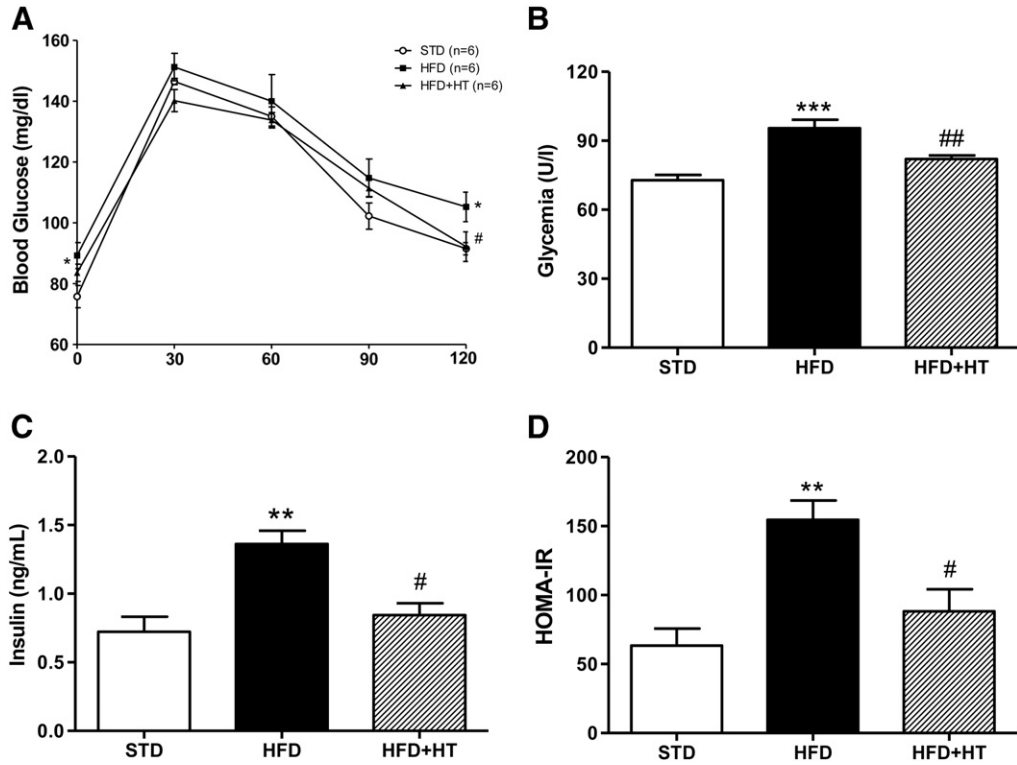 A
STD (n=6)
HFD (n=6)
HFD+HT (n=6)
Blood Glucose (mg/dl)
160
140
120
100
80
60
*
*
#
0 30 60 90 120
B
Glycemia (U/l)
120
90
60
30
0
***
##
STD HFD HFD+HT
C
Insulin (ng/mL)
2.0
1.5
1.0
0.5
0.0
**
#
STD HFD HFD+HT
D
HOMA-IR
200
150
100
50
0
**
#
STD HFD HFD+HT